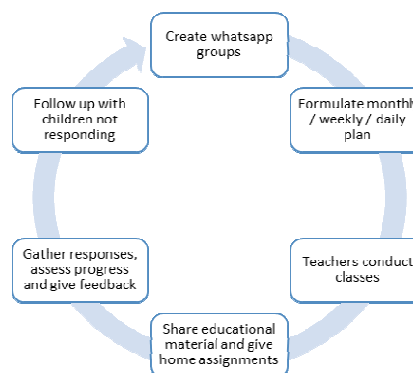 Create whatsapp
groups
Formulate monthly
/ weekly / daily
plan
Teachers conduct
classes
Share educational
material and give
home assignments
Gather responses,
assess progress
and give feedback
Follow up with
children not
responding